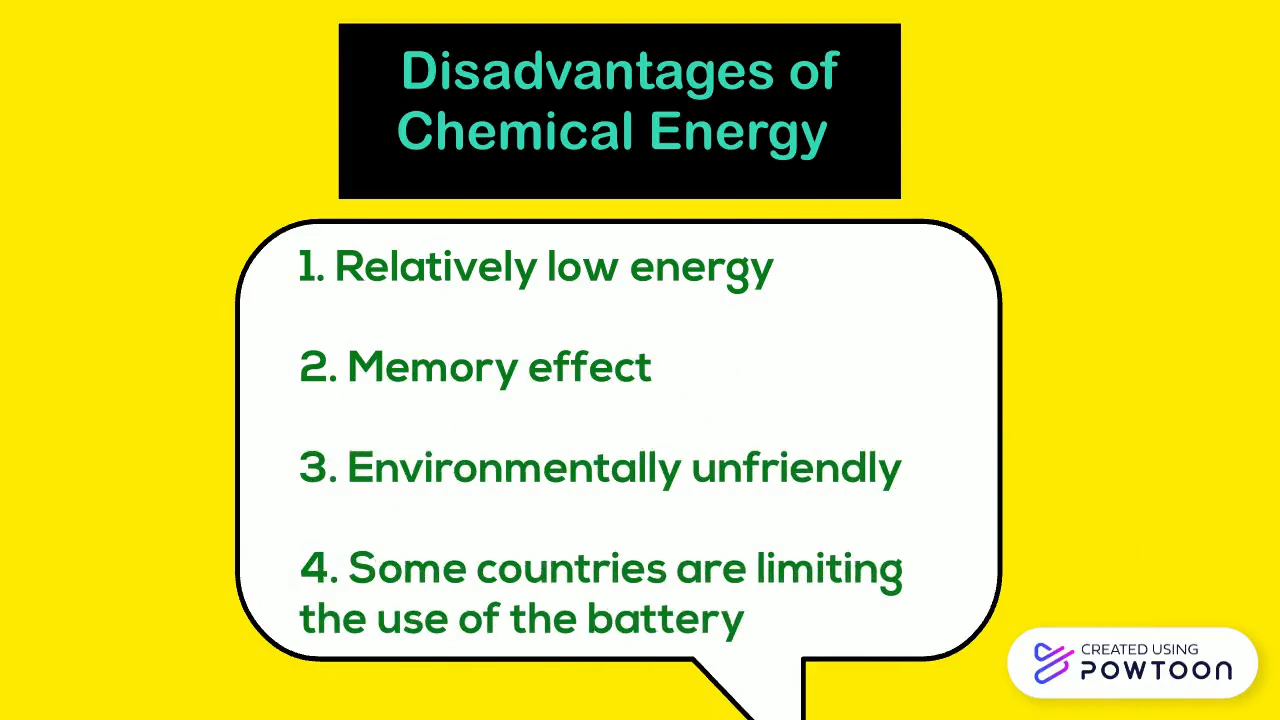 Disadvantages of
Chemical Energy
1. Relatively low energy
2. Memory effect
3. Environmentally unfriendly
4. Some countries are limiting
the use of the battery
CREATED USING
POWTOON